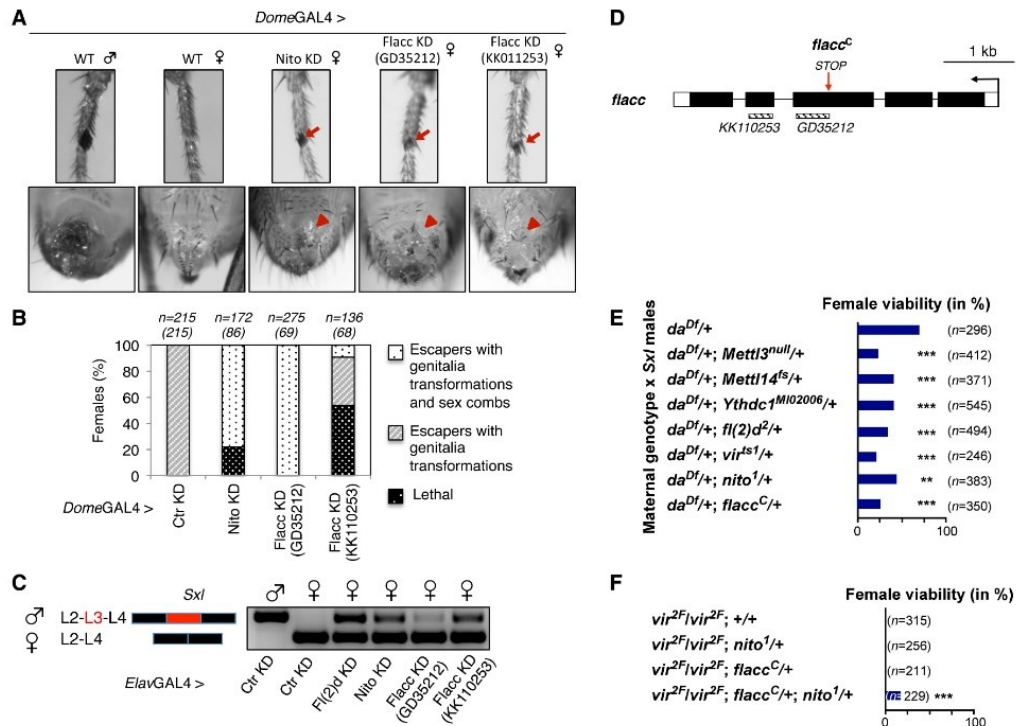 A
DomeGAL4 >
WT ♂
WT ♀
Nito KD ♀
Flacc KD (GD35212) ♀
Flacc KD (KK011253) ♀
B
n=215 (215)
n=172 (86)
n=275 (69)
n=136 (68)
Females (%)
100
80
60
40
20
0
Escapers with
genitalia
transformations
and sex combs
Escapers with
genitalia
transformations
Lethal
DomeGAL4 >
Ctr KD
Nito KD
Flacc KD (GD35212)
Flacc KD (KK110253)
C
Sxl
♂ L2-L3-L4
♀ L2-L4
♂ ♀ ♀ ♀ ♀ ♀
ElavGAL4 >
Ctr KD
Ctr KD
Fl(2)d KD
Nito KD
Flacc KD (GD35212)
Flacc KD (KK110253)
D
flaccC
STOP
1 kb
flacc
KK110253
GD35212
E
Female viability (in %)
Maternal genotype x Sxl males
daDf/+ (n=296)
daDf/+; Mettl3null/+ *** (n=412)
daDf/+; Mettl14fs/+ *** (n=371)
daDf/+; Ythdc1MI02006/+ *** (n=545)
daDf/+; fl(2)d2/+ *** (n=494)
daDf/+; virts1/+ *** (n=246)
daDf/+; nito1/+ ** (n=383)
daDf/+; flaccC/+ *** (n=350)
0 100
F
Female viability (in %)
vir2F/vir2F; +/+ (n=315)
vir2F/vir2F; nito1/+ (n=256)
vir2F/vir2F; flaccC/+ (n=211)
vir2F/vir2F; flaccC/+; nito1/+ (n=229) ***
0 100